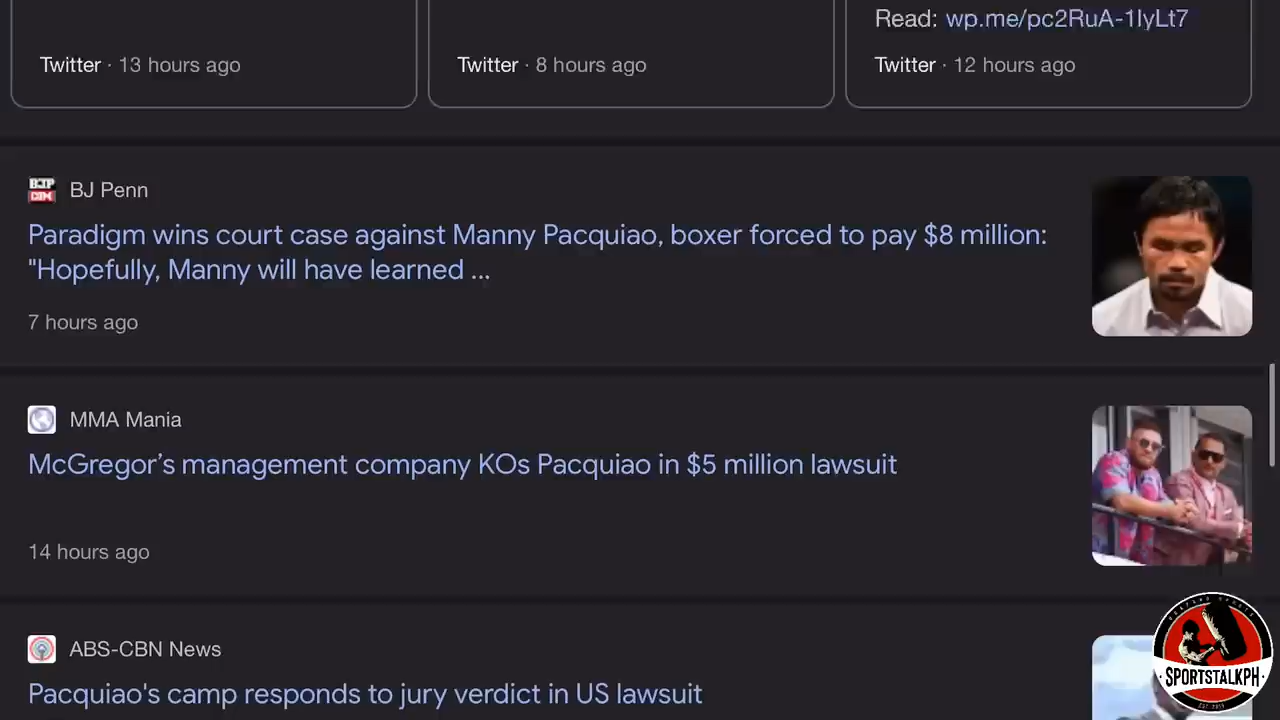 Read: wp.me/pc2RuA-1lyLt7
Twitter · 13 hours ago
Twitter · 8 hours ago
Twitter · 12 hours ago
BJ Penn
Paradigm wins court case against Manny Pacquiao, boxer forced to pay $8 million:
"Hopefully, Manny will have learned ...
7 hours ago
MMA Mania
McGregor’s management company KOs Pacquiao in $5 million lawsuit
14 hours ago
ABS-CBN News
Pacquiao's camp responds to jury verdict in US lawsuit
SPORTSTALKPH